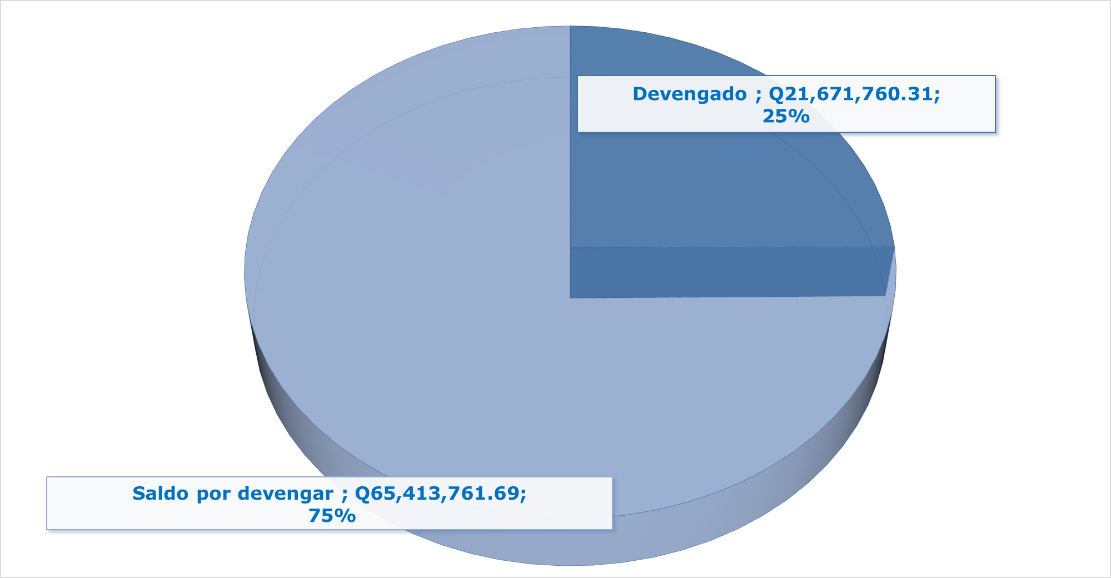 Devengado ; Q21,671,760.31;
25%
Saldo por devengar ; Q65,413,761.69;
75%